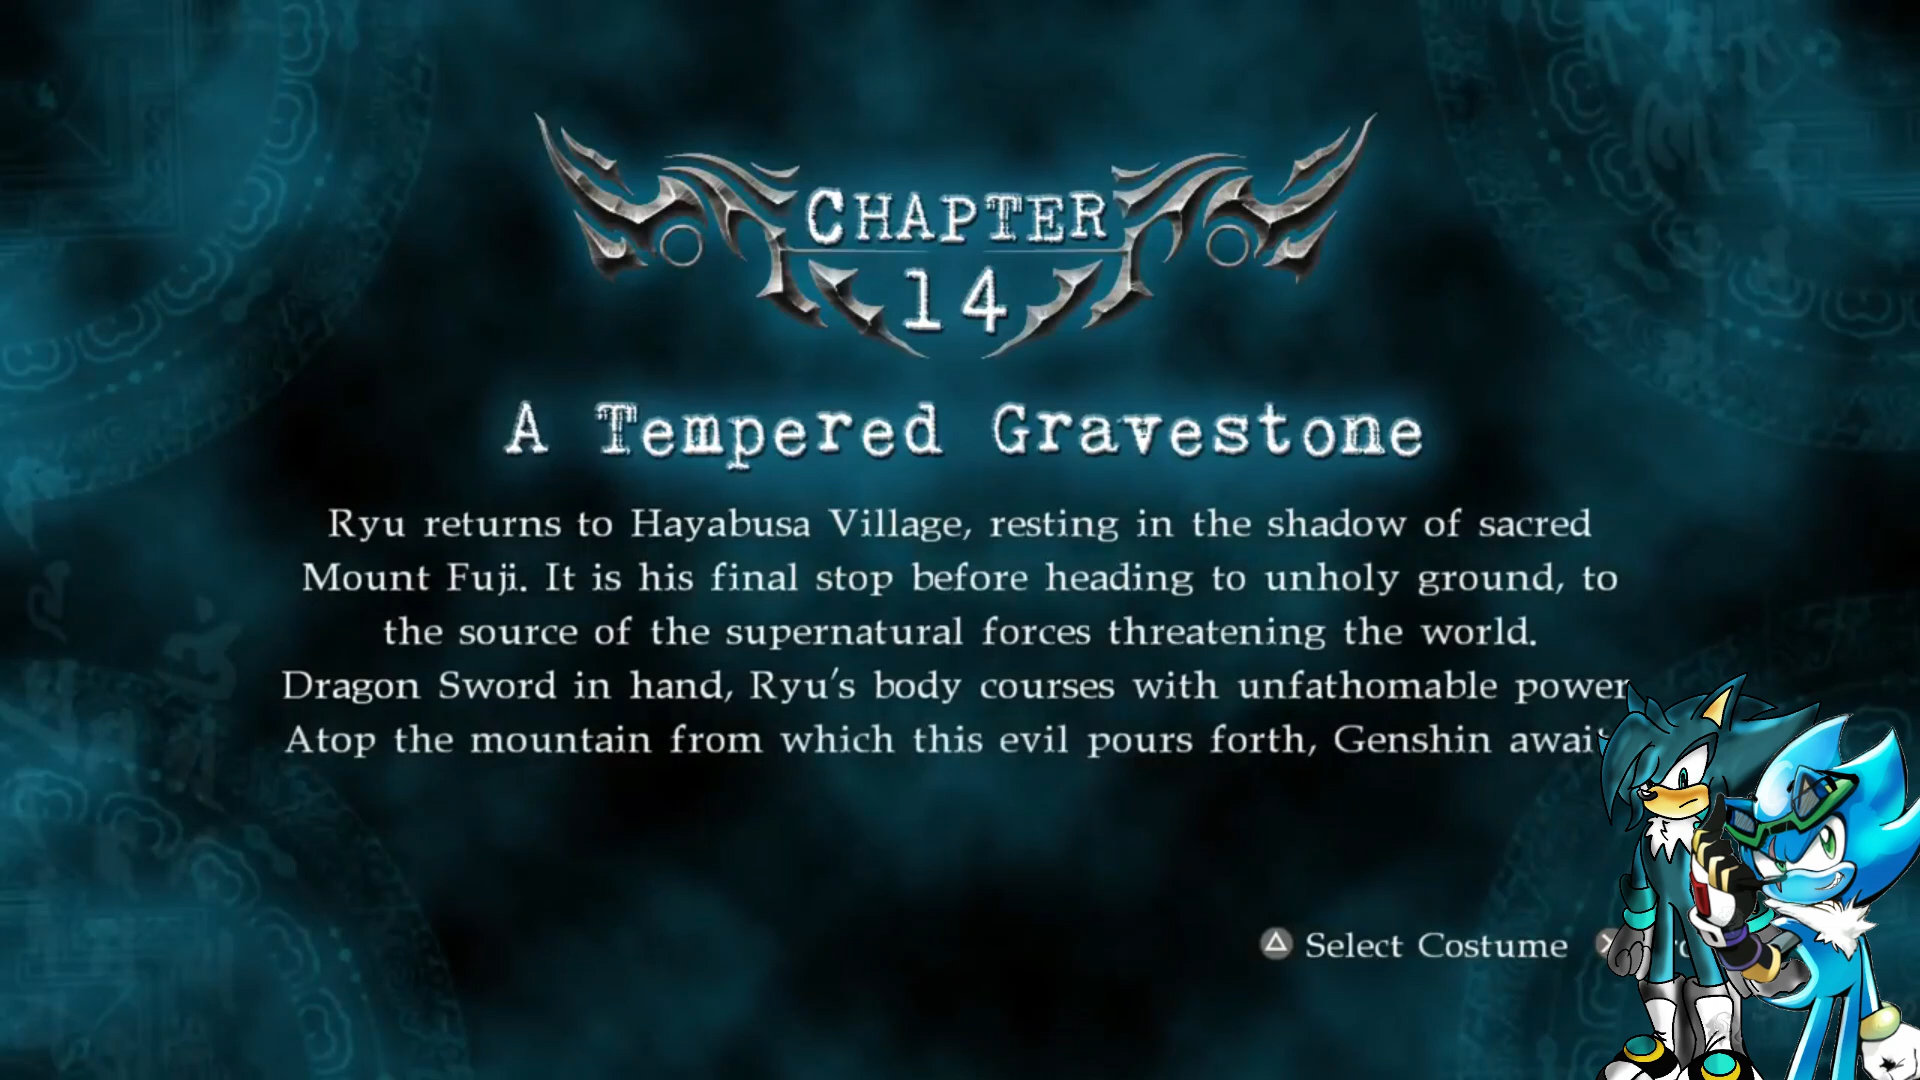 CHAPTER
14
A Tempered Gravestone
Ryu returns to Hayabusa Village, resting in the shadow of sacred
Mount Fuji. It is his final stop before heading to unholy ground, to
the source of the supernatural forces threatening the world.
Dragon Sword in hand, Ryu's body courses with unfathomable power
Atop the mountain from which this evil pours forth, Genshin await
Select Costume